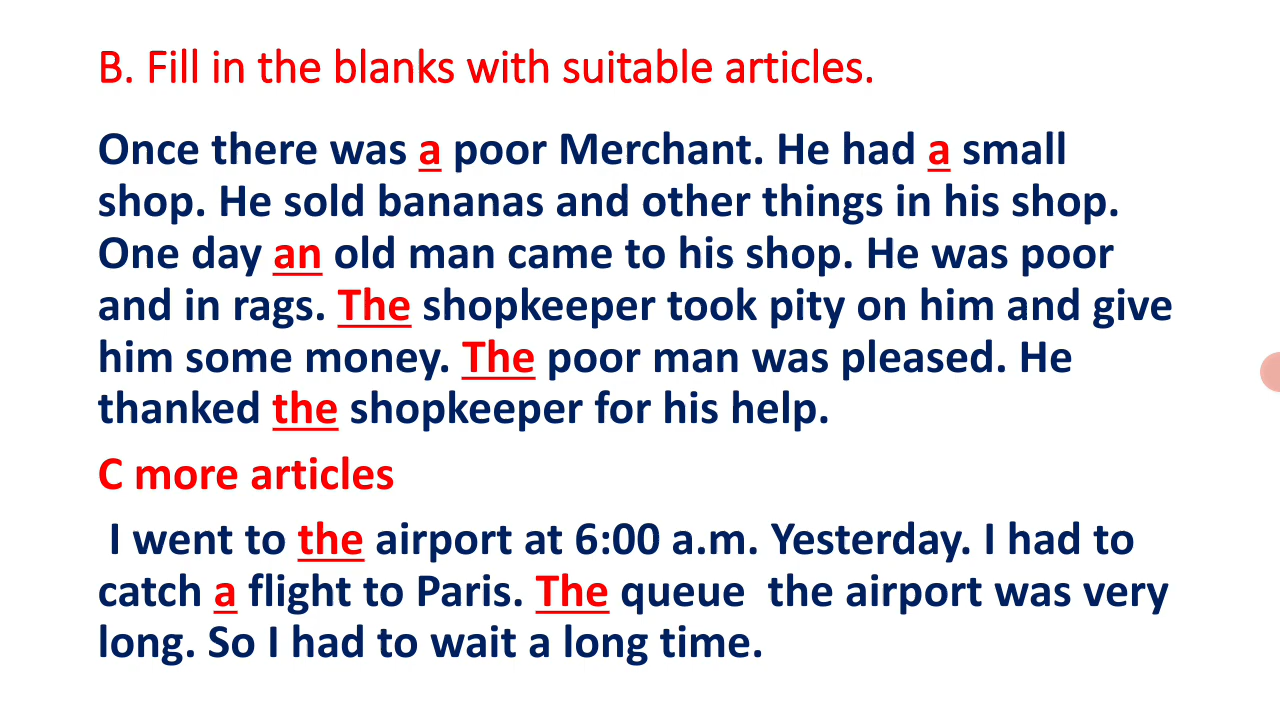 B. Fill in the blanks with suitable articles.
Once there was a poor Merchant. He had a small
shop. He sold bananas and other things in his shop.
One day an old man came to his shop. He was poor
and in rags. The shopkeeper took pity on him and give
him some money. The poor man was pleased. He
thanked the shopkeeper for his help.
C more articles
I went to the airport at 6:00 a.m. Yesterday. I had to
catch a flight to Paris. The queue  the airport was very
long. So I had to wait a long time.